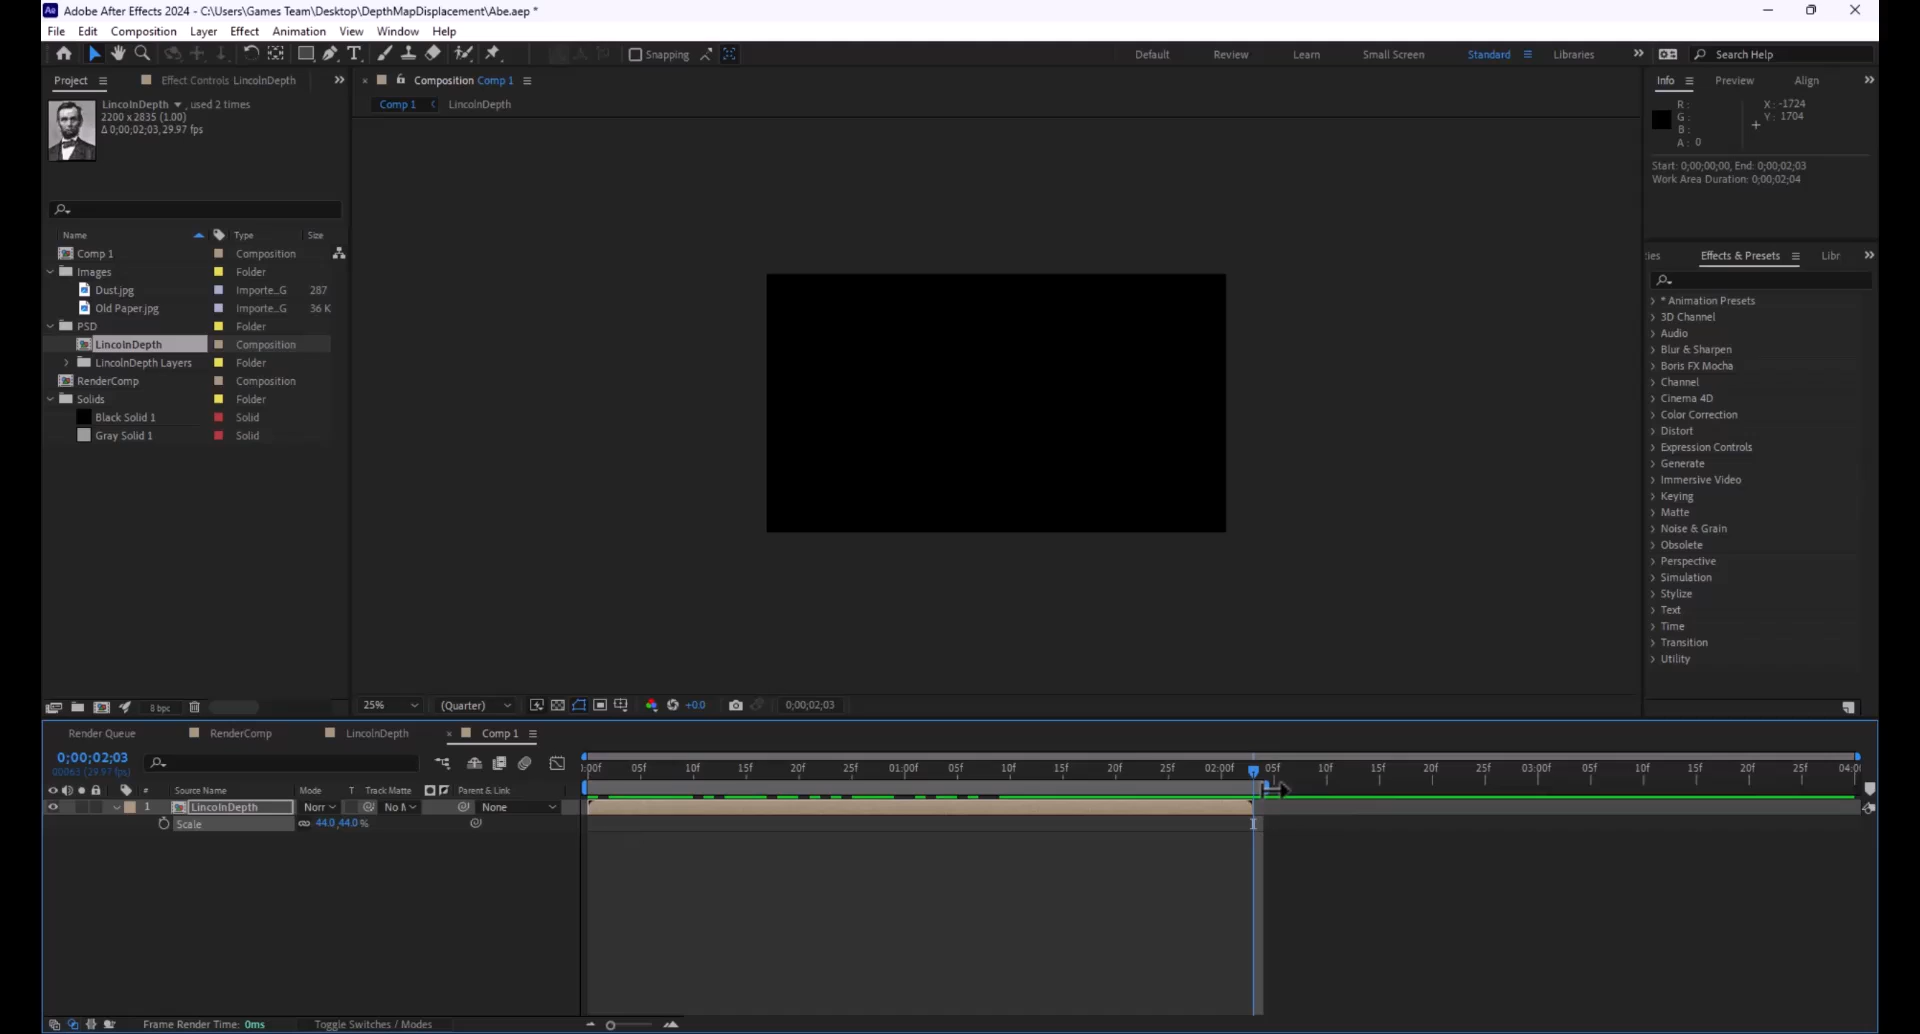 Adobe After Effects 2024 - C:\Users\Games Team\Desktop\DepthMapDisplacement\Abe.aep *
File Edit Composition Layer Effect Animation View Window Help
Snapping
Default Review Learn Small Screen Standard Libraries
Search Help
Project
Effect Controls LincolnDepth
Composition Comp 1
Info Preview Align
LincolnDepth , used 2 times
2200 x 2835 (1.00)
Δ 0;00;02;03, 29.97 fps
Comp 1 LincolnDepth
R :
G :
B :
A : 0
X : -1724
Y : 1704
Start: 0;00;00;00, End: 0;00;02;03
Work Area Duration: 0;00;02;04
Name Type Size
Comp 1 Composition
Images Folder
Dust.jpg Importe...G 287
Old Paper.jpg Importe...G 36 K
PSD Folder
LincolnDepth Composition
LincolnDepth Layers Folder
RenderComp Composition
Solids Folder
Black Solid 1 Solid
Gray Solid 1 Solid
ies Effects & Presets Libr
* Animation Presets
3D Channel
Audio
Blur & Sharpen
Boris FX Mocha
Channel
Cinema 4D
Color Correction
Distort
Expression Controls
Generate
Immersive Video
Keying
Matte
Noise & Grain
Obsolete
Perspective
Simulation
Stylize
Text
Time
Transition
Utility
8 bpc
25% (Quarter) +0.0 0;00;02;03
Render Queue RenderComp LincolnDepth Comp 1
0;00;02;03
00063 (29.97 fps)
:00f 05f 10f 15f 20f 25f 01:00f 05f 10f 15f 20f 25f 02:00f 05f 10f 15f 20f 25f 03:00f 05f 10f 15f 20f 25f 04:0
# Source Name Mode T Track Matte Parent & Link
1 LincolnDepth Norr No M None
Scale 44.0,44.0 %
Frame Render Time: 0ms Toggle Switches / Modes